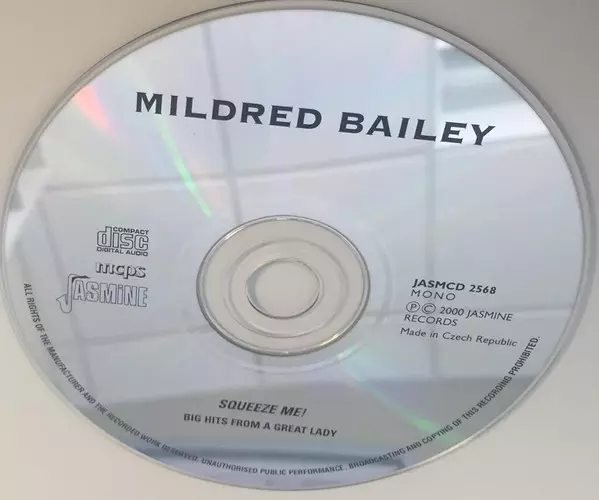 MILDRED BAILEY
COMPACT
disc
DIGITAL AUDIO
mcps
JASMINE
JASMCD 2568
MONO
Ⓟ © 2000 JASMINE
RECORDS
Made in Czech Republic
SQUEEZE ME!
BIG HITS FROM A GREAT LADY
ALL RIGHTS OF THE MANUFACTURER AND THE RECORDED WORK RESERVED. UNAUTHORISED PUBLIC PERFORMANCE, BROADCASTING AND COPYING OF THIS RECORDING PROHIBITED.